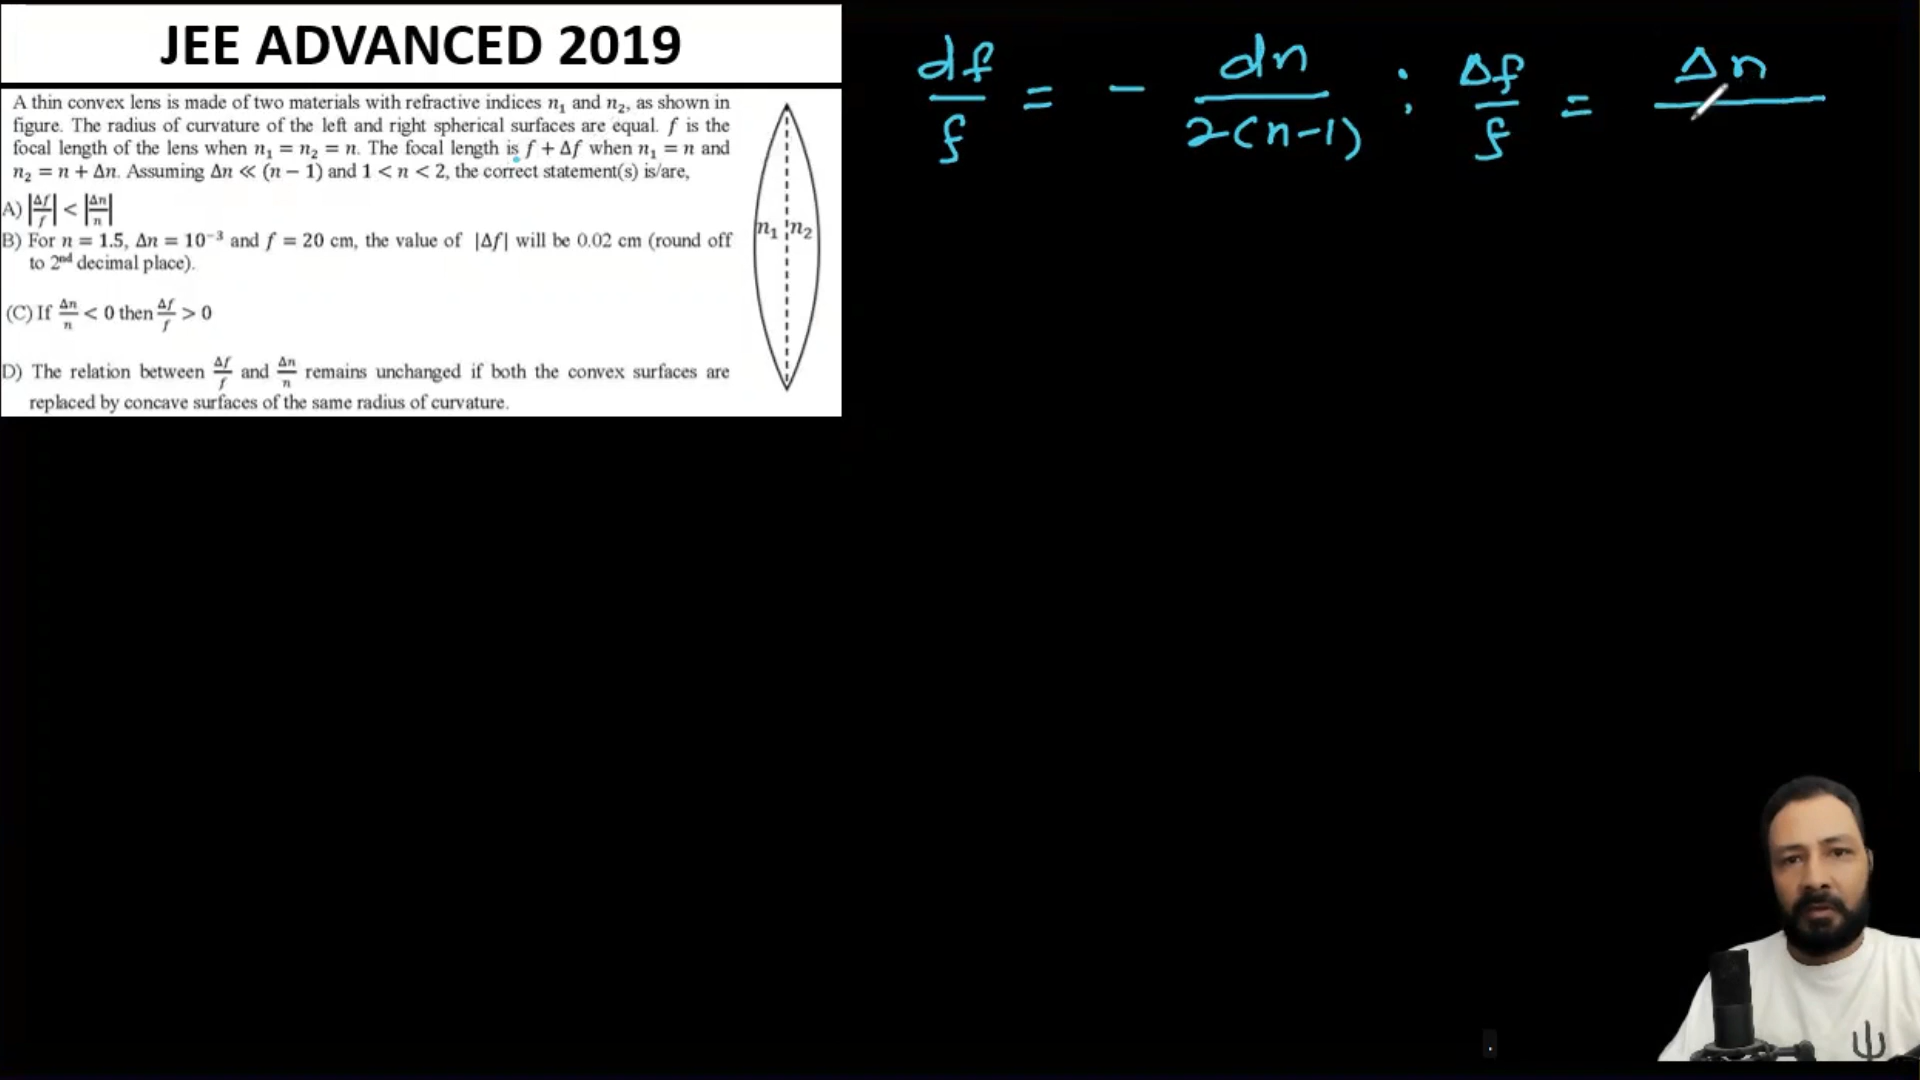 JEE ADVANCED 2019
A thin convex lens is made of two materials with refractive indices n₁ and n₂, as shown in
figure. The radius of curvature of the left and right spherical surfaces are equal. f is the
focal length of the lens when n₁ = n₂ = n. The focal length is f + Δf when n₁ = n and
n₂ = n + Δn. Assuming Δn ≪ (n − 1) and 1 < n < 2, the correct statement(s) is/are,
A) |Δf/f| < |Δn/n|
B) For n = 1.5, Δn = 10⁻³ and f = 20 cm, the value of |Δf| will be 0.02 cm (round off
to 2ⁿᵈ decimal place).
(C) If Δn/n < 0 then Δf/f > 0
D) The relation between Δf/f and Δn/n remains unchanged if both the convex surfaces are
replaced by concave surfaces of the same radius of curvature.
n₁ n₂
df/f = - dn/2(n-1) ; Δf/f = Δn/